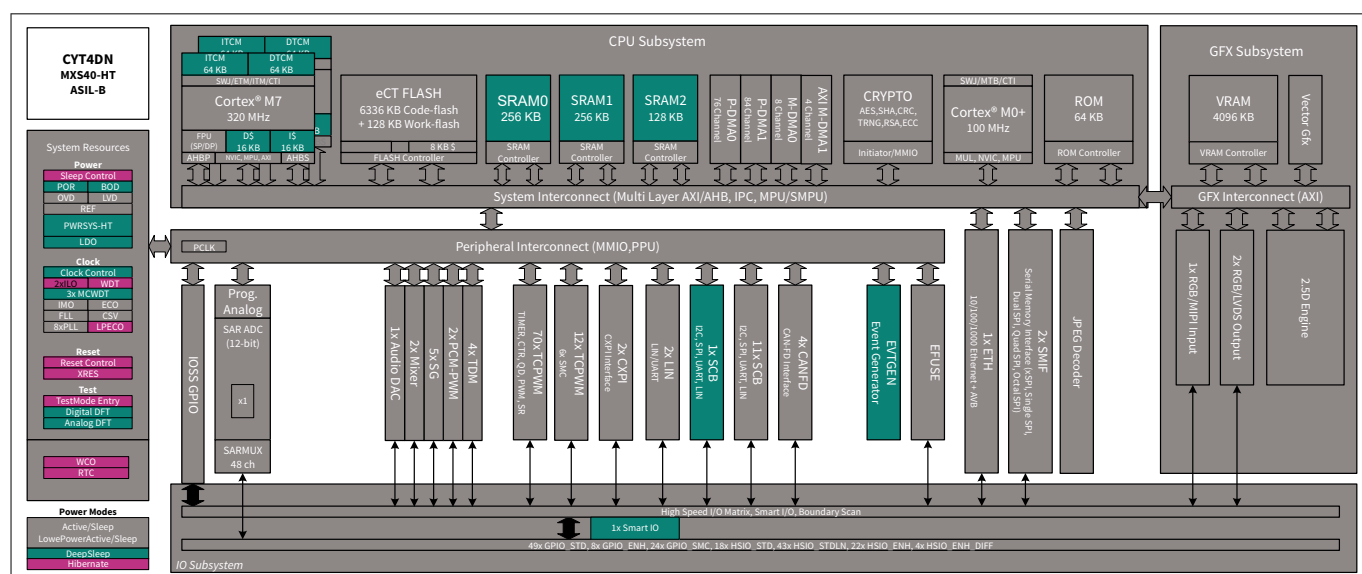 CYT4DN
MXS40-HT
ASIL-B
System Resources
Power
Sleep Control
POR BOD
OVD LVD
REF
PWRSYS-HT
LDO
Clock
Clock Control
2xILO WDT
3x MCWDT
IMO ECO
FLL CSV
8xPLL LPECO
Reset
Reset Control
XRES
Test
TestMode Entry
Digital DFT
Analog DFT
WCO
RTC
Power Modes
Active/Sleep
LowePowerActive/Sleep
DeepSleep
Hibernate
CPU Subsystem
ITCM DTCM
ITCM
64 KB
DTCM
64 KB
SWJ/ETM/ITM/CTI
Cortex® M7
320 MHz
FPU
(SP/DP)
D$
16 KB
I$
16 KB
AHBP NVIC, MPU, AXI AHBS
eCT FLASH
6336 KB Code-flash
+ 128 KB Work-flash
8 KB $
FLASH Controller
SRAM0
256 KB
SRAM Controller
SRAM1
256 KB
SRAM Controller
SRAM2
128 KB
SRAM Controller
P-DMA0
76 Channel
P-DMA1
84 Channel
M-DMA0
8 Channel
AXI M-DMA1
4 Channel
CRYPTO
AES,SHA,CRC,
TRNG,RSA,ECC
Initiator/MMIO
SWJ/MTB/CTI
Cortex® M0+
100 MHz
MUL, NVIC, MPU
ROM
64 KB
ROM Controller
System Interconnect (Multi Layer AXI/AHB, IPC, MPU/SMPU)
GFX Subsystem
VRAM
4096 KB
VRAM Controller
Vector Gfx
GFX Interconnect (AXI)
1x RGB/MIPI Input
2x RGB/LVDS Output
2.5D Engine
PCLK
Peripheral Interconnect (MMIO,PPU)
IOSS GPIO
Prog.
Analog
SAR ADC
(12-bit)
x1
SARMUX
48 ch
1x Audio DAC
2x Mixer
5x SG
2x PCM-PWM
4x TDM
70x TCPWM
TIMER, CTR, QD, PWM, SR
12x TCPWM
6x SMC
2x CXPI
CXPI Interface
2x LIN
LIN/UART
1x SCB
I2C, SPI, UART, LIN
11x SCB
I2C, SPI, UART, LIN
4x CANFD
CAN-FD Interface
EVTGEN
Event Generator
EFUSE
1x ETH
10/100/1000 Ethernet + AVB
2x SMIF
Serial Memory Interface (xSPI, Single SPI,
Dual SPI, Quad SPI, Octal SPI)
JPEG Decoder
High Speed I/O Matrix, Smart I/O, Boundary Scan
1x Smart IO
49x GPIO_STD, 8x GPIO_ENH, 24x GPIO_SMC, 18x HSIO_STD, 43x HSIO_STDLN, 22x HSIO_ENH, 4x HSIO_ENH_DIFF
IO Subsystem